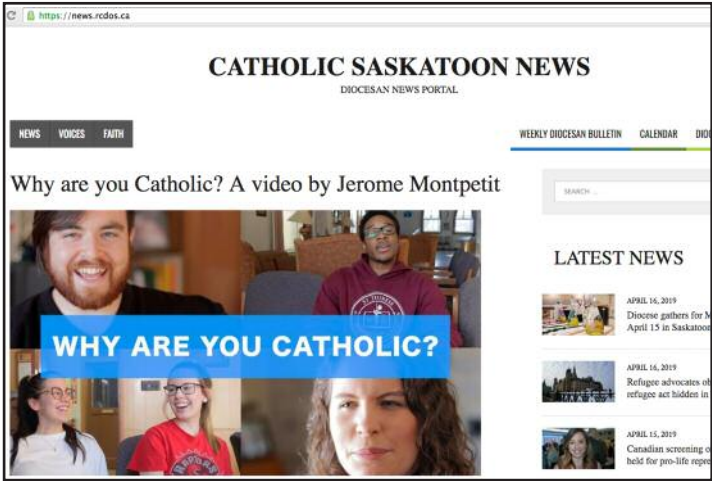 https://news.rcdos.ca
CATHOLIC SASKATOON NEWS
DIOCESAN NEWS PORTAL
NEWS VOICES FAITH
WEEKLY DIOCESAN BULLETIN CALENDAR
Why are you Catholic? A video by Jerome Montpetit
SEARCH ...
WHY ARE YOU CATHOLIC?
RAPTORS
LATEST NEWS
APRIL 16, 2019
Diocese gathers for M
April 15 in Saskatoon
APRIL 16, 2019
Refugee advocates ob
refugee act hidden in
APRIL 15, 2019
Canadian screening o
held for pro-life repre